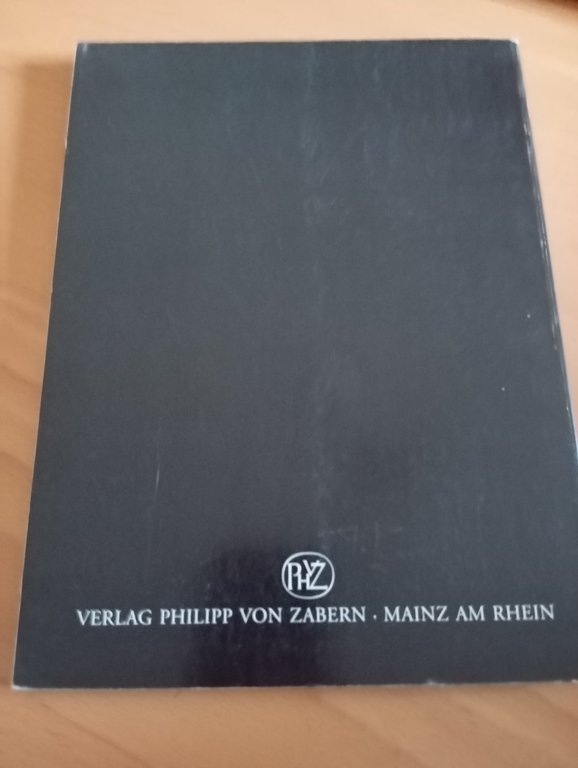 PHVZ
VERLAG PHILIPP VON ZABERN · MAINZ AM RHEIN